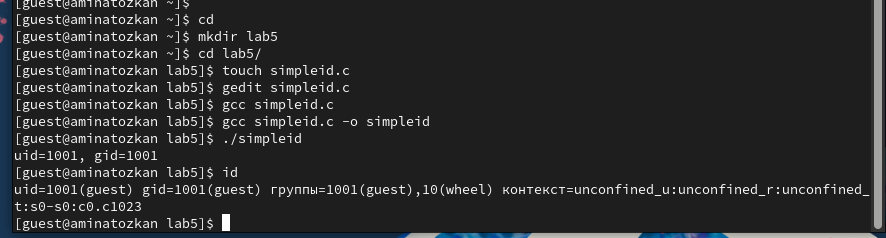 [guest@aminatozkan ~]$
[guest@aminatozkan ~]$ cd
[guest@aminatozkan ~]$ mkdir lab5
[guest@aminatozkan ~]$ cd lab5/
[guest@aminatozkan lab5]$ touch simpleid.c
[guest@aminatozkan lab5]$ gedit simpleid.c
[guest@aminatozkan lab5]$ gcc simpleid.c
[guest@aminatozkan lab5]$ gcc simpleid.c -o simpleid
[guest@aminatozkan lab5]$ ./simpleid
uid=1001, gid=1001
[guest@aminatozkan lab5]$ id
uid=1001(guest) gid=1001(guest) группы=1001(guest),10(wheel) контекст=unconfined_u:unconfined_r:unconfined_
t:s0-s0:c0.c1023
[guest@aminatozkan lab5]$